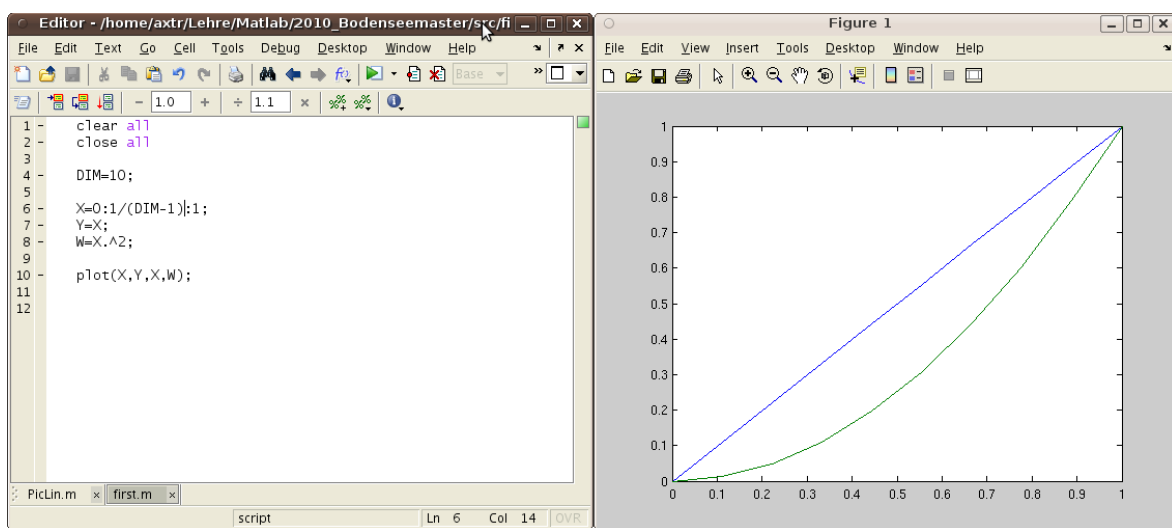 Editor - /home/axtr/Lehre/Matlab/2010_Bodenseemaster/src/fi
File Edit Text Go Cell Tools Debug Desktop Window Help
Base
- 1.0 + ÷ 1.1 ×
1 - clear all
2 - close all
3
4 - DIM=10;
5
6 - X=0:1/(DIM-1):1;
7 - Y=X;
8 - W=X.^2;
9
10 - plot(X,Y,X,W);
11
12
PicLin.m first.m
script Ln 6 Col 14 OVR
Figure 1
File Edit View Insert Tools Desktop Window Help
1
0.9
0.8
0.7
0.6
0.5
0.4
0.3
0.2
0.1
0
0 0.1 0.2 0.3 0.4 0.5 0.6 0.7 0.8 0.9 1